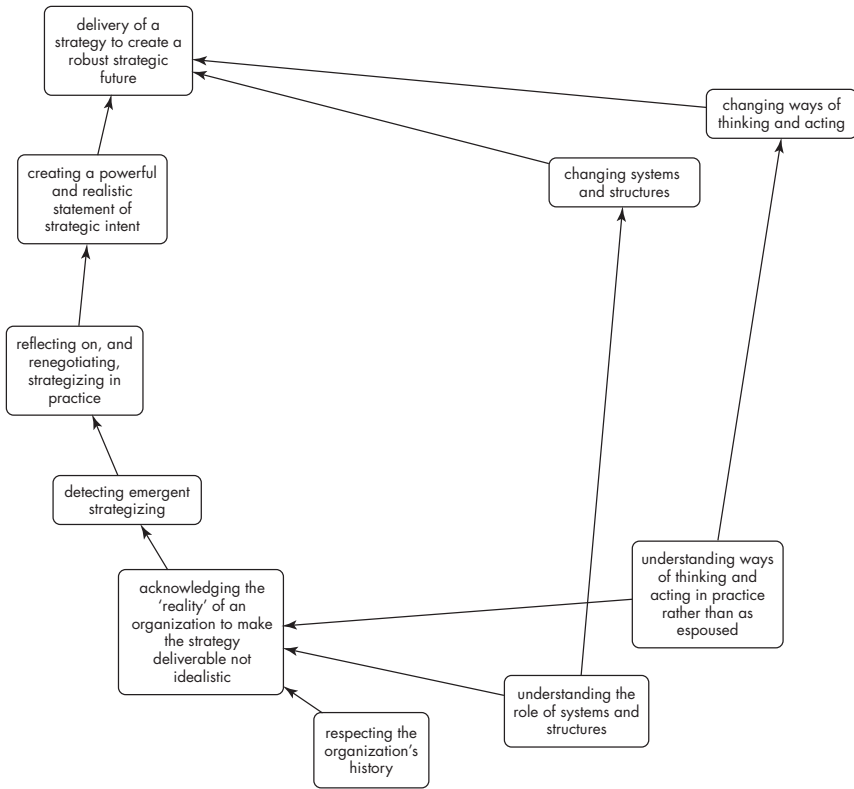 delivery of a
strategy to create a
robust strategic
future
changing ways of
thinking and acting
creating a powerful
and realistic
statement of
strategic intent
changing systems
and structures
reflecting on, and
renegotiating,
strategizing in
practice
detecting emergent
strategizing
understanding ways
of thinking and
acting in practice
rather than as
espoused
acknowledging the
‘reality’ of an
organization to make
the strategy
deliverable not
idealistic
understanding the
role of systems and
structures
respecting the
organization’s
history